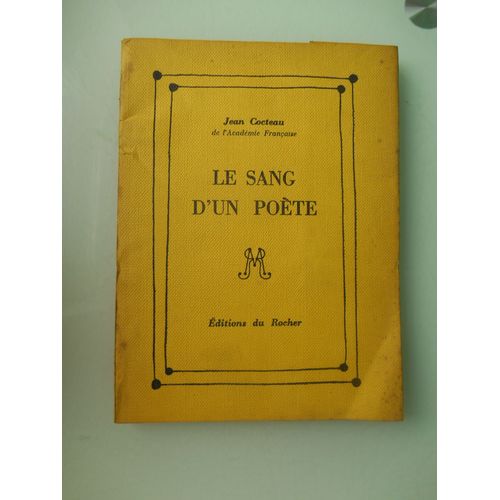 Jean Cocteau
de l'Académie Française
LE SANG
D'UN POÈTE
Éditions du Rocher